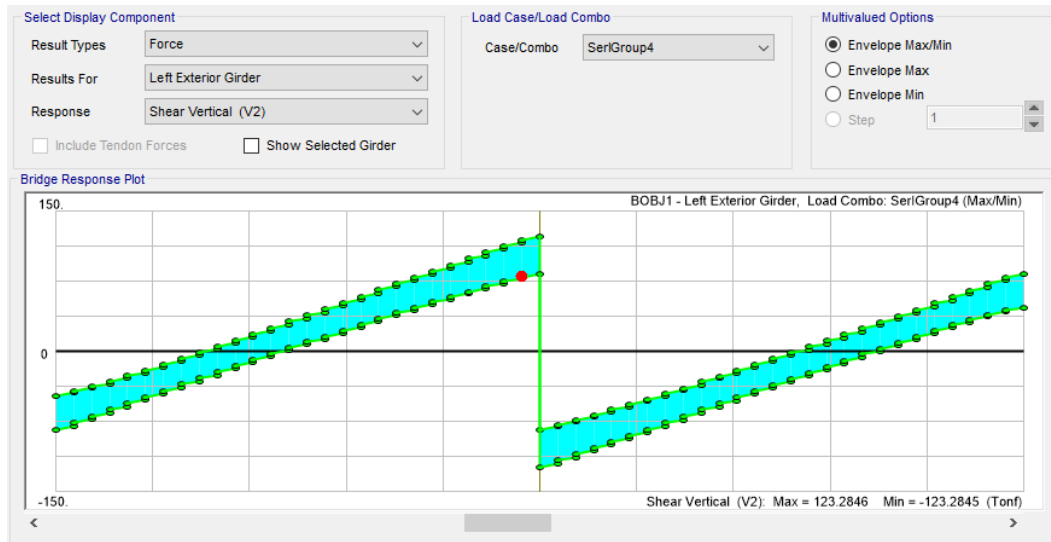 Select Display Component
Result Types Force
Results For Left Exterior Girder
Response Shear Vertical (V2)
Include Tendon Forces Show Selected Girder
Load Case/Load Combo
Case/Combo SerIGroup4
Multivalued Options
Envelope Max/Min
Envelope Max
Envelope Min
Step 1
Bridge Response Plot
150.
BOBJ1 - Left Exterior Girder, Load Combo: SerIGroup4 (Max/Min)
0
-150.
Shear Vertical (V2): Max = 123.2846 Min = -123.2845 (Tonf)